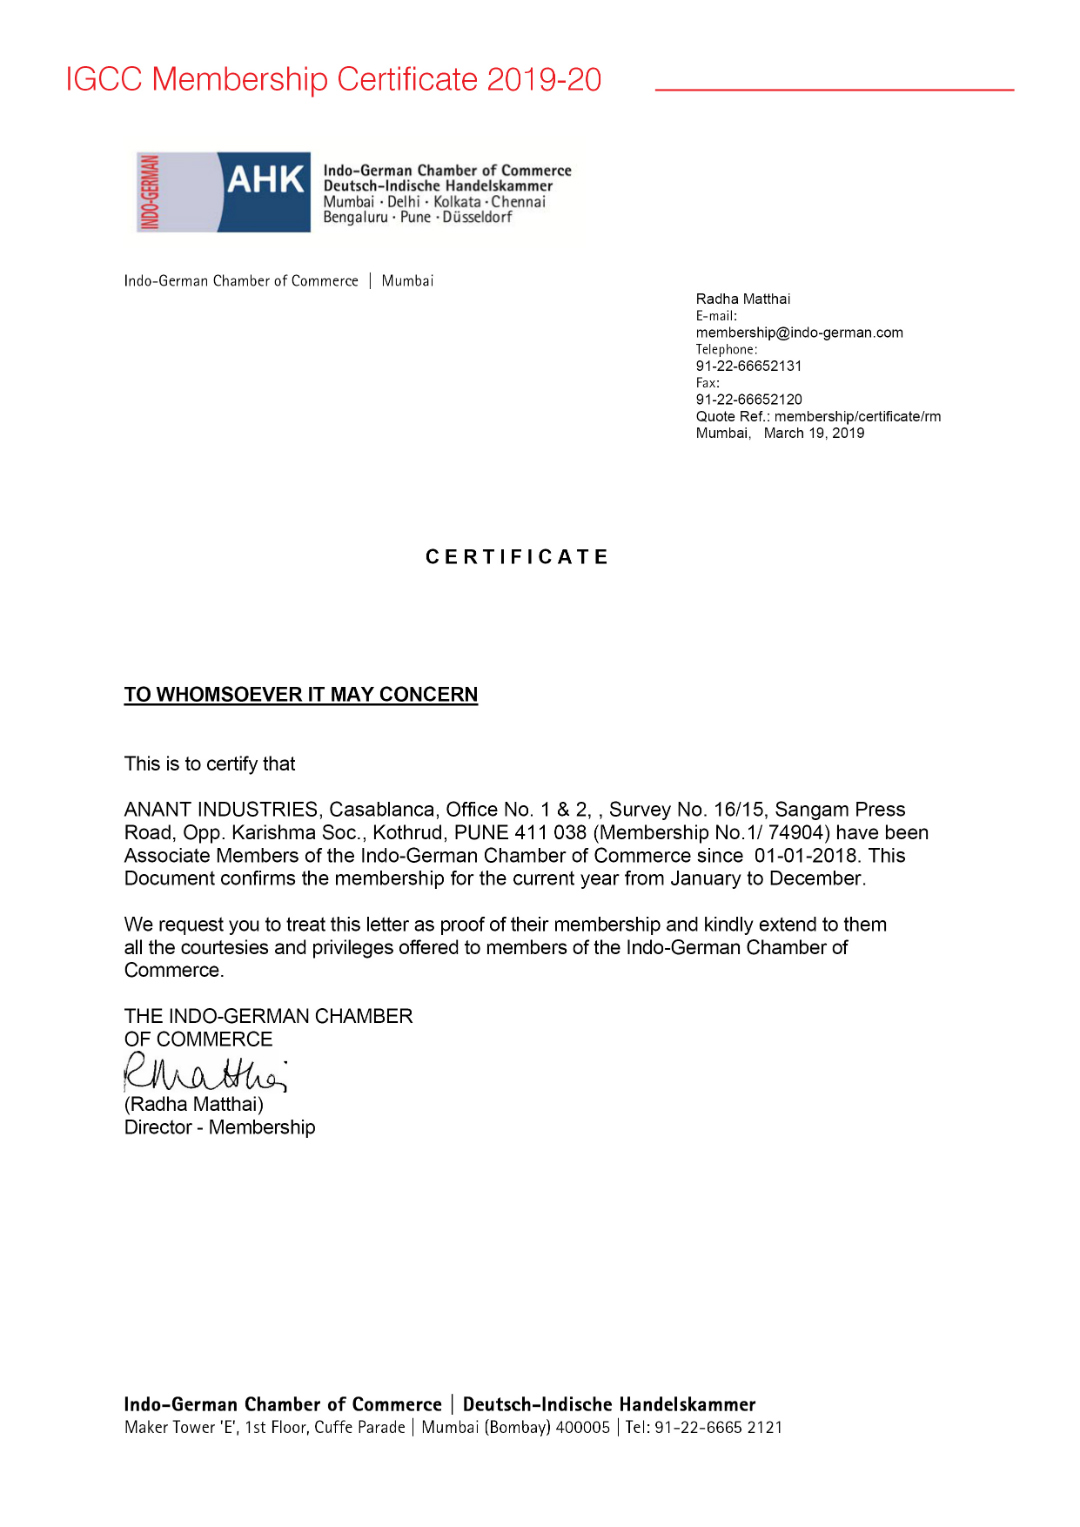 IGCC Membership Certificate 2019-20
INDO-GERMAN
AHK
Indo-German Chamber of Commerce
Deutsch-Indische Handelskammer
Mumbai · Delhi · Kolkata · Chennai
Bengaluru · Pune · Düsseldorf
Indo-German Chamber of Commerce | Mumbai
Radha Matthai
E-mail:
membership@indo-german.com
Telephone:
91-22-66652131
Fax:
91-22-66652120
Quote Ref.: membership/certificate/rm
Mumbai, March 19, 2019
CERTIFICATE
TO WHOMSOEVER IT MAY CONCERN
This is to certify that
ANANT INDUSTRIES, Casablanca, Office No. 1 & 2, , Survey No. 16/15, Sangam Press
Road, Opp. Karishma Soc., Kothrud, PUNE 411 038 (Membership No.1/ 74904) have been
Associate Members of the Indo-German Chamber of Commerce since 01-01-2018. This
Document confirms the membership for the current year from January to December.
We request you to treat this letter as proof of their membership and kindly extend to them
all the courtesies and privileges offered to members of the Indo-German Chamber of
Commerce.
THE INDO-GERMAN CHAMBER
OF COMMERCE
RMatthai
(Radha Matthai)
Director - Membership
Indo-German Chamber of Commerce | Deutsch-Indische Handelskammer
Maker Tower 'E', 1st Floor, Cuffe Parade | Mumbai (Bombay) 400005 | Tel: 91-22-6665 2121